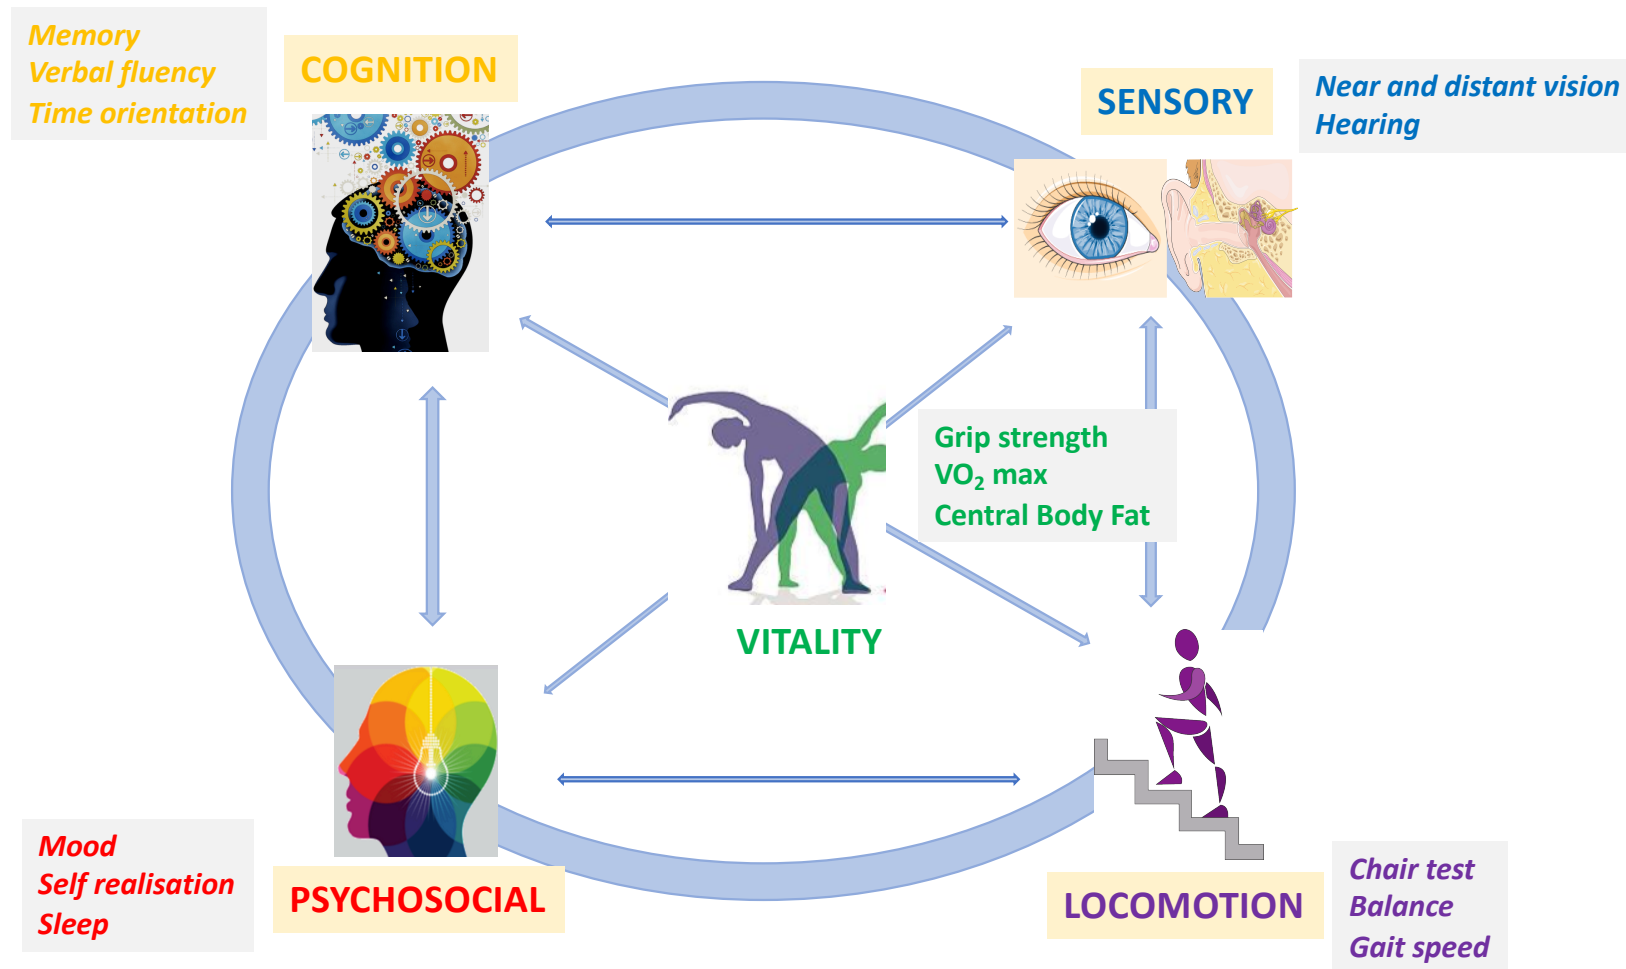 Memory
Verbal fluency
Time orientation
COGNITION
SENSORY
Near and distant vision
Hearing
Grip strength
VO₂ max
Central Body Fat
VITALITY
Mood
Self realisation
Sleep
PSYCHOSOCIAL
LOCOMOTION
Chair test
Balance
Gait speed